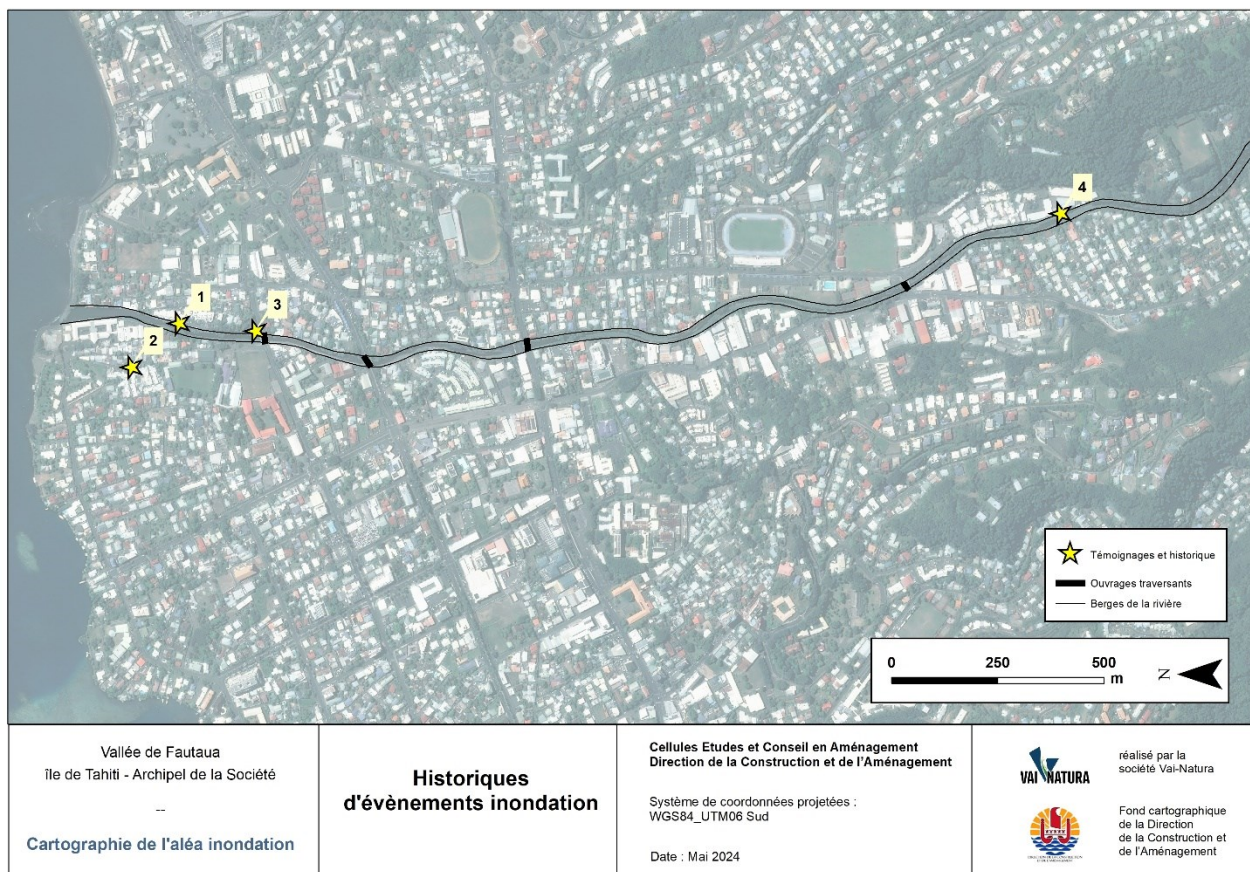 4
1
3
2
Témoignages et historique
Ouvrages traversants
Berges de la rivière
0 250 500
m
N
Vallée de Fautaua
île de Tahiti - Archipel de la Société
--
Cartographie de l'aléa inondation
Historiques
d'évènements inondation
Cellules Etudes et Conseil en Aménagement
Direction de la Construction et de l'Aménagement
Système de coordonnées projetées :
WGS84_UTM06 Sud
Date : Mai 2024
VAI NATURA
réalisé par la
société Vai-Natura
Fond cartographique
de la Direction
de la Construction et
de l'Aménagement